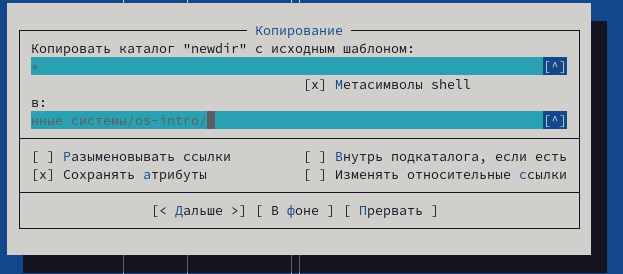 Копирование
Копировать каталог "newdir" с исходным шаблоном:
* [^]
[x] Метасимволы shell
в:
нные системы/os-intro/ [^]
[ ] Разыменовывать ссылки [ ] Внутрь подкаталога, если есть
[x] Сохранять атрибуты [ ] Изменять относительные ссылки
[< Дальше >] [ В фоне ] [ Прервать ]